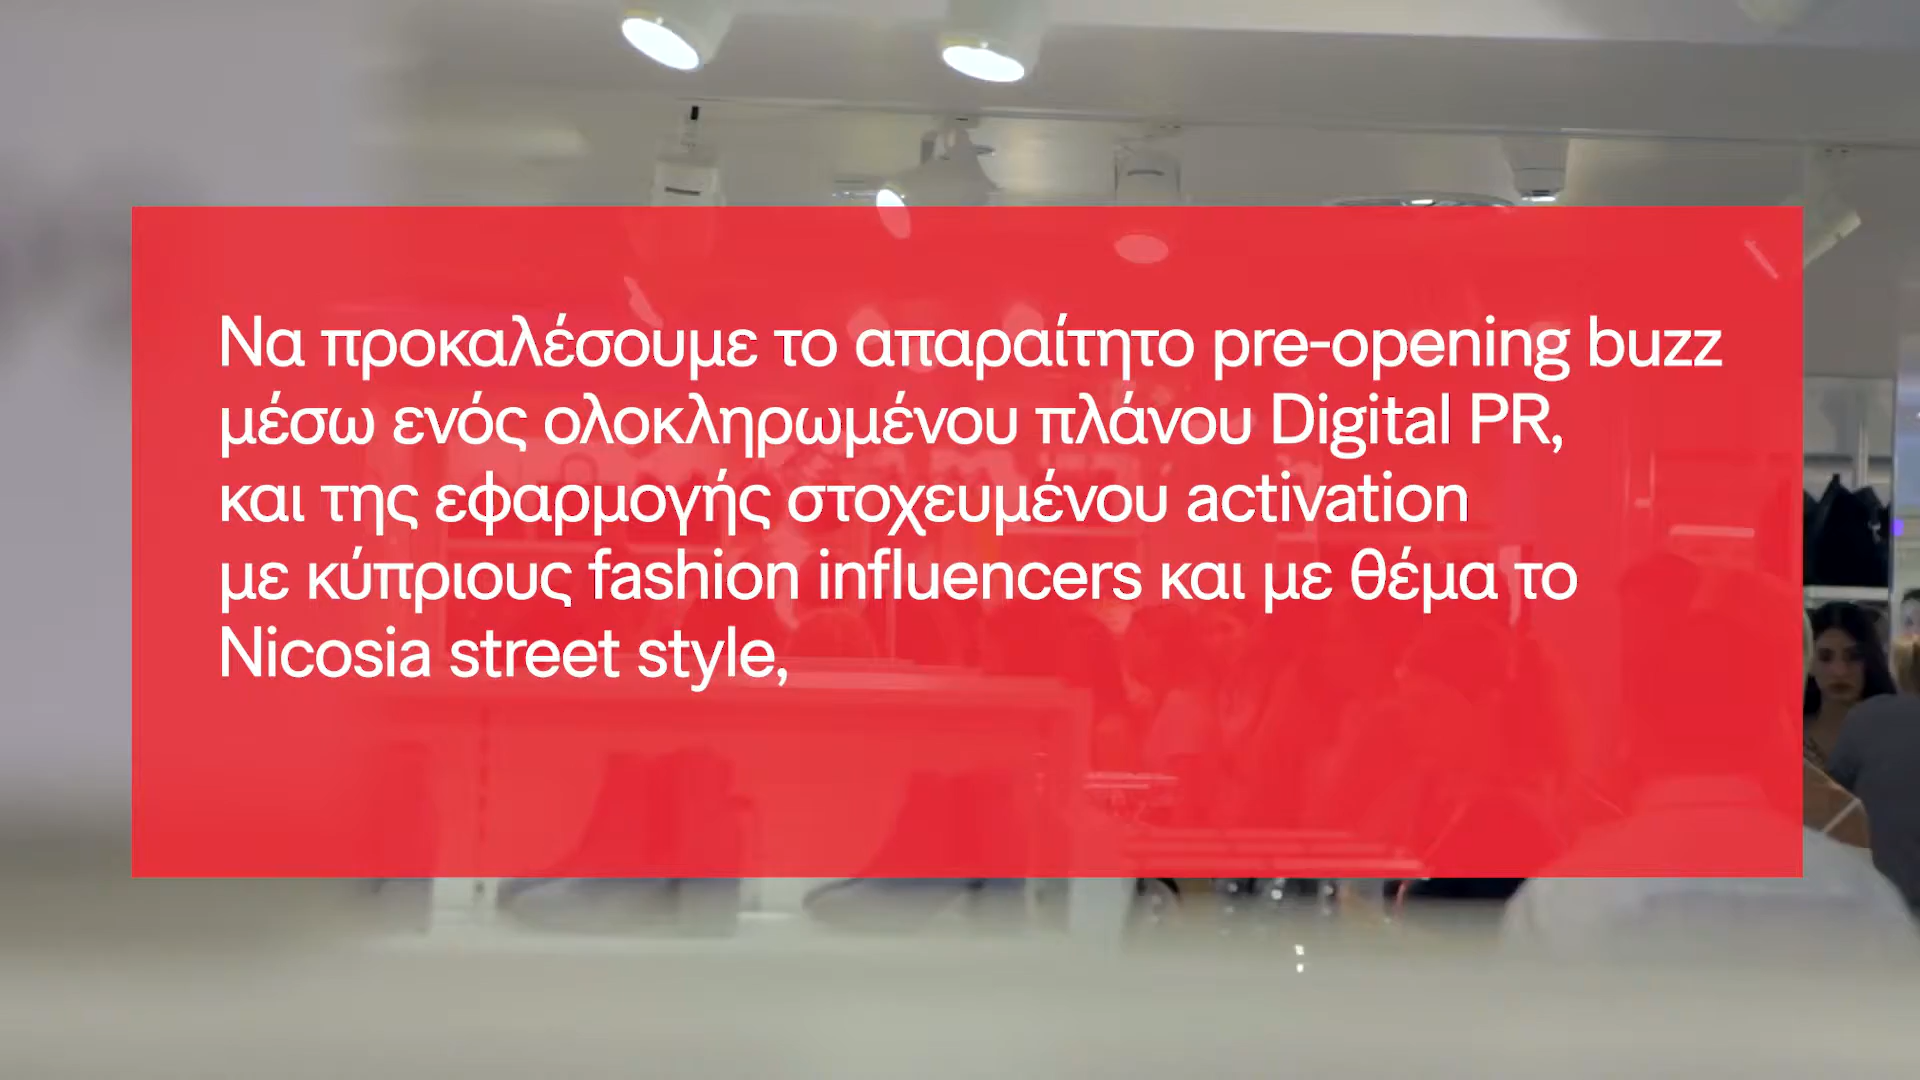 Να προκαλέσουμε το απαραίτητο pre-opening buzz
μέσω ενός ολοκληρωμένου πλάνου Digital PR,
και της εφαρμογής στοχευμένου activation
με κύπριους fashion influencers και με θέμα το
Nicosia street style,